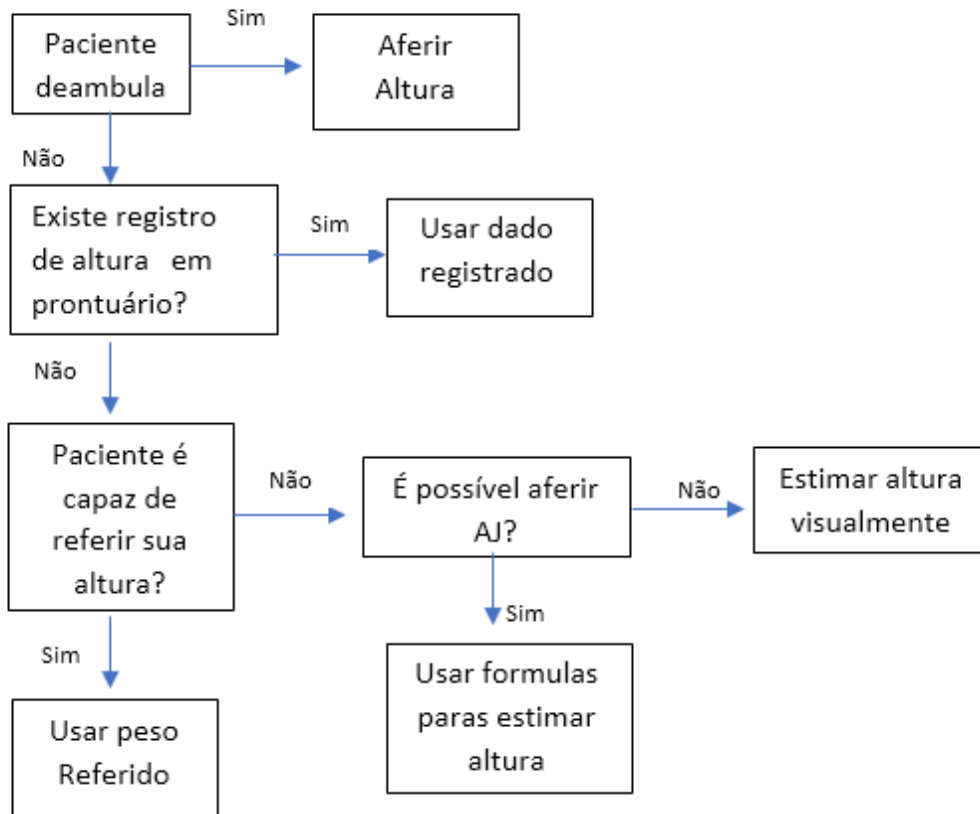 Paciente
deambula
Sim
Aferir
Altura
Não
Existe registro
de altura em
prontuário?
Sim
Usar dado
registrado
Não
Paciente é
capaz de
referir sua
altura?
Não
É possível aferir
AJ?
Não
Estimar altura
visualmente
Sim
Usar peso
Referido
Sim
Usar formulas
paras estimar
altura